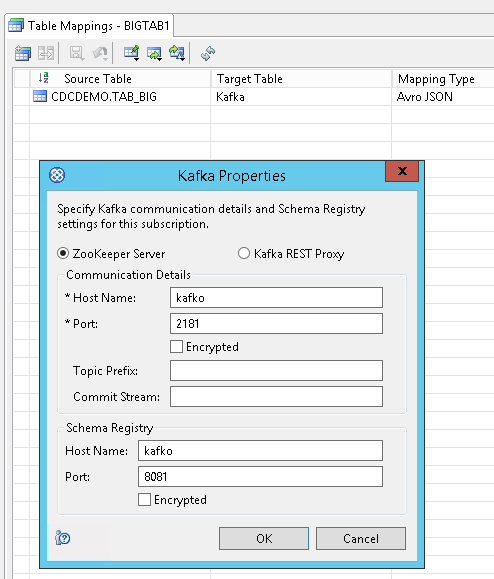 Table Mappings - BIGTAB1
Source Table Target Table Mapping Type
CDCDEMO.TAB_BIG Kafka Avro JSON
Kafka Properties
Specify Kafka communication details and Schema Registry
settings for this subscription.
ZooKeeper Server Kafka REST Proxy
Communication Details
* Host Name: kafko
* Port: 2181
Encrypted
Topic Prefix:
Commit Stream:
Schema Registry
Host Name: kafko
Port: 8081
Encrypted
OK Cancel